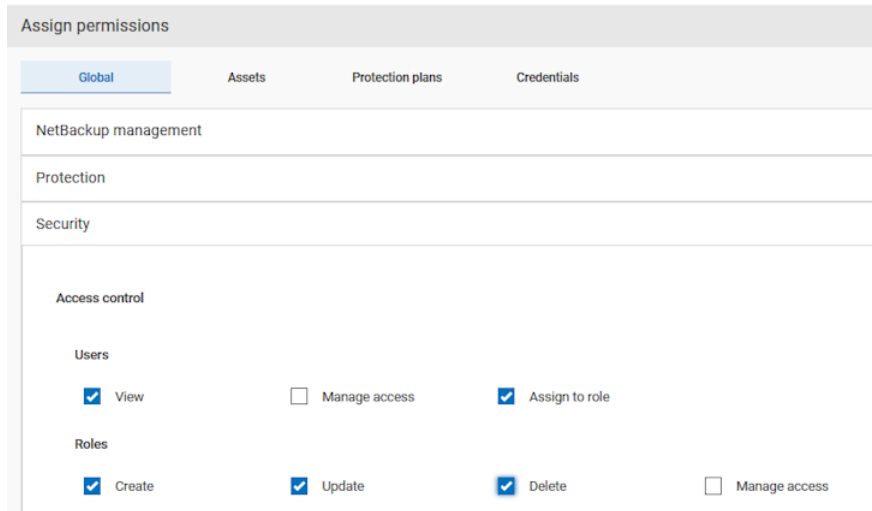 Assign permissions
Global Assets Protection plans Credentials
NetBackup management
Protection
Security
Access control
Users
View Manage access Assign to role
Roles
Create Update Delete Manage access